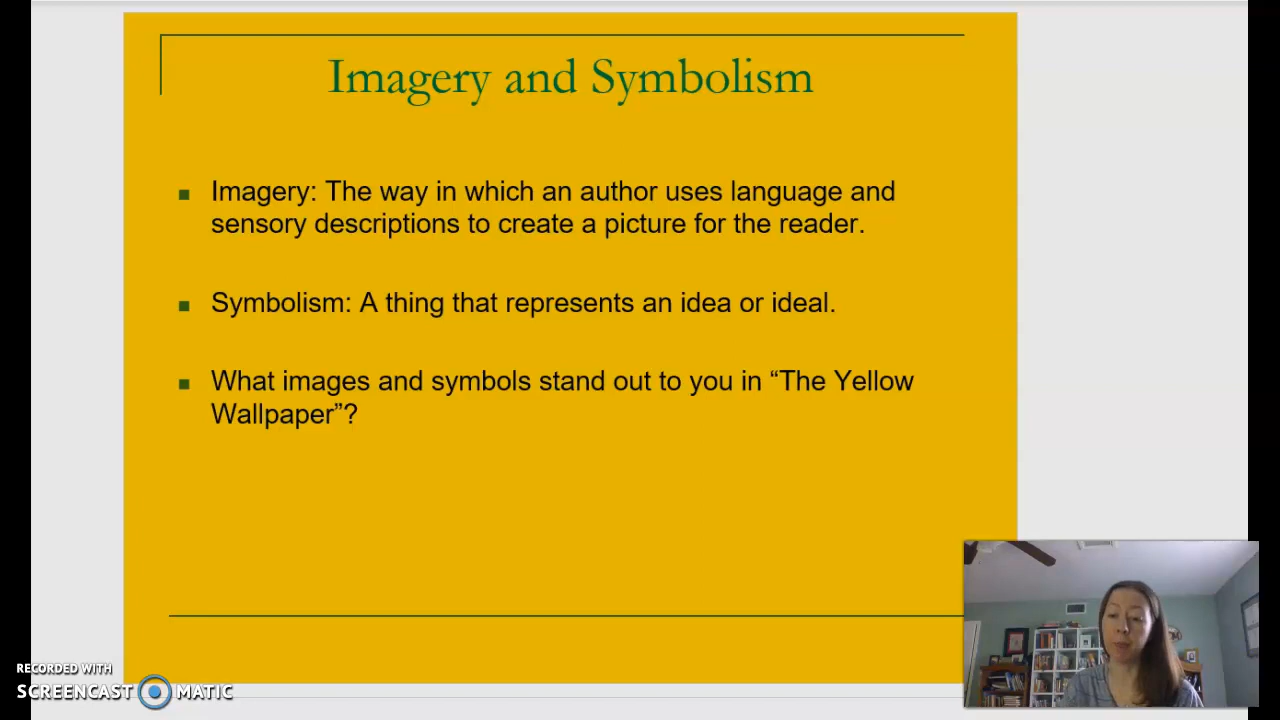 Imagery and Symbolism
Imagery: The way in which an author uses language and
sensory descriptions to create a picture for the reader.
Symbolism: A thing that represents an idea or ideal.
What images and symbols stand out to you in “The Yellow
Wallpaper”?
RECORDED WITH
SCREENCAST MATIC